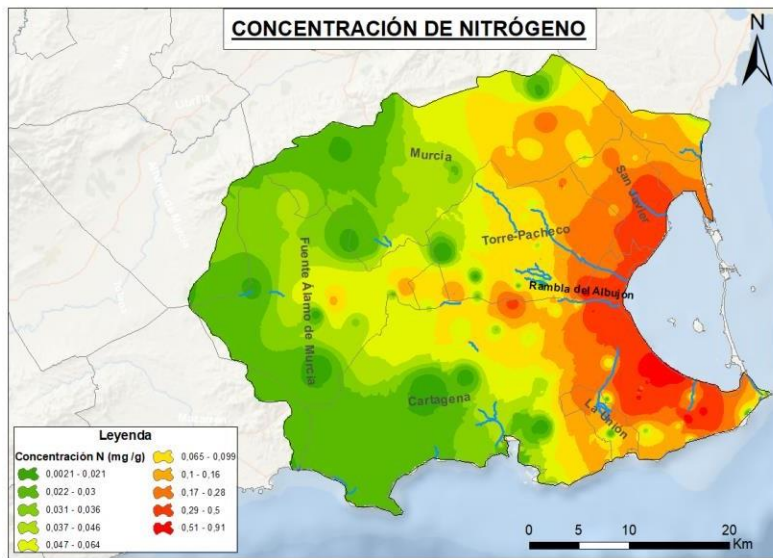 CONCENTRACIÓN DE NITRÓGENO
N
Murcia
San Javier
Torre-Pacheco
Fuente Álamo de Murcia
Rambla del Albujón
Cartagena
La Unión
Leyenda
Concentración N (mg /g)
0,0021 - 0,021
0,022 - 0,03
0,031 - 0,036
0,037 - 0,046
0,047 - 0,064
0,065 - 0,099
0,1 - 0,16
0,17 - 0,28
0,29 - 0,5
0,51 - 0,91
0 5 10 20
Km